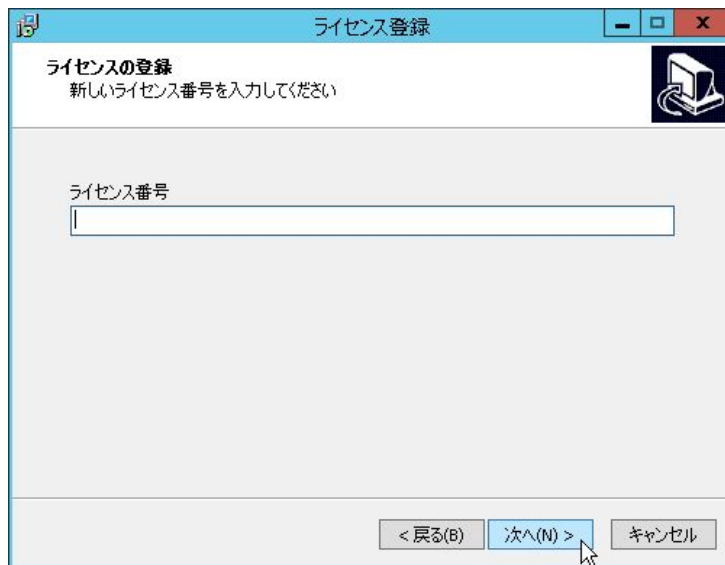 ライセンス登録
ライセンスの登録
新しいライセンス番号を入力してください
ライセンス番号
< 戻る(B)
次へ(N) >
キャンセル